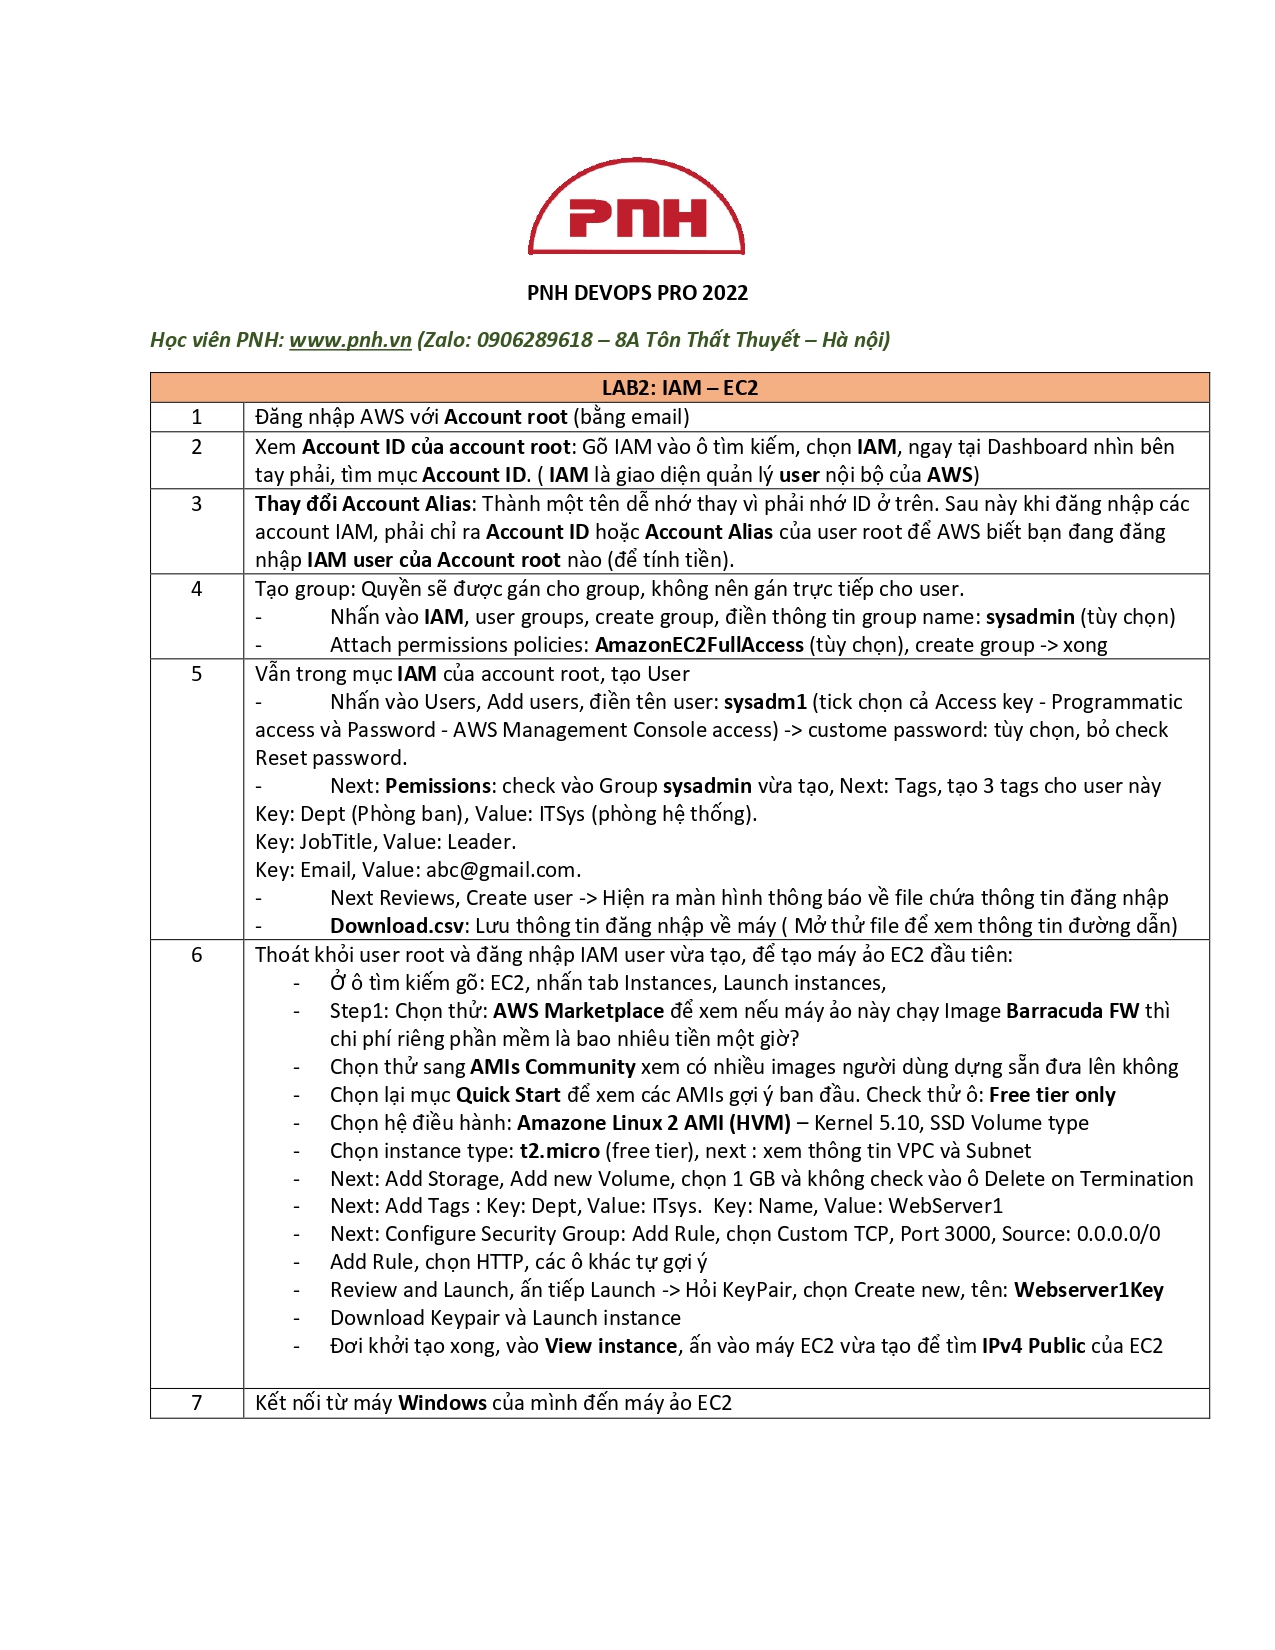 PNH
PNH DEVOPS PRO 2022
Học viên PNH: www.pnh.vn (Zalo: 0906289618 – 8A Tôn Thất Thuyết – Hà nội)
LAB2: IAM – EC2
1 Đăng nhập AWS với Account root (bằng email)
2 Xem Account ID của account root: Gõ IAM vào ô tìm kiếm, chọn IAM, ngay tại Dashboard nhìn bên
tay phải, tìm mục Account ID. ( IAM là giao diện quản lý user nội bộ của AWS)
3 Thay đổi Account Alias: Thành một tên dễ nhớ thay vì phải nhớ ID ở trên. Sau này khi đăng nhập các
account IAM, phải chỉ ra Account ID hoặc Account Alias của user root để AWS biết bạn đang đăng
nhập IAM user của Account root nào (để tính tiền).
4 Tạo group: Quyền sẽ được gán cho group, không nên gán trực tiếp cho user.
- Nhấn vào IAM, user groups, create group, điền thông tin group name: sysadmin (tùy chọn)
- Attach permissions policies: AmazonEC2FullAccess (tùy chọn), create group -> xong
5 Vẫn trong mục IAM của account root, tạo User
- Nhấn vào Users, Add users, điền tên user: sysadm1 (tick chọn cả Access key - Programmatic
access và Password - AWS Management Console access) -> custome password: tùy chọn, bỏ check
Reset password.
- Next: Pemissions: check vào Group sysadmin vừa tạo, Next: Tags, tạo 3 tags cho user này
Key: Dept (Phòng ban), Value: ITSys (phòng hệ thống).
Key: JobTitle, Value: Leader.
Key: Email, Value: abc@gmail.com.
- Next Reviews, Create user -> Hiện ra màn hình thông báo về file chứa thông tin đăng nhập
- Download.csv: Lưu thông tin đăng nhập về máy ( Mở thử file để xem thông tin đường dẫn)
6 Thoát khỏi user root và đăng nhập IAM user vừa tạo, để tạo máy ảo EC2 đầu tiên:
- Ở ô tìm kiếm gõ: EC2, nhấn tab Instances, Launch instances,
- Step1: Chọn thử: AWS Marketplace để xem nếu máy ảo này chạy Image Barracuda FW thì
chi phí riêng phần mềm là bao nhiêu tiền một giờ?
- Chọn thử sang AMIs Community xem có nhiều images người dùng dựng sẵn đưa lên không
- Chọn lại mục Quick Start để xem các AMIs gợi ý ban đầu. Check thử ô: Free tier only
- Chọn hệ điều hành: Amazone Linux 2 AMI (HVM) – Kernel 5.10, SSD Volume type
- Chọn instance type: t2.micro (free tier), next : xem thông tin VPC và Subnet
- Next: Add Storage, Add new Volume, chọn 1 GB và không check vào ô Delete on Termination
- Next: Add Tags : Key: Dept, Value: ITsys. Key: Name, Value: WebServer1
- Next: Configure Security Group: Add Rule, chọn Custom TCP, Port 3000, Source: 0.0.0.0/0
- Add Rule, chọn HTTP, các ô khác tự gợi ý
- Review and Launch, ấn tiếp Launch -> Hỏi KeyPair, chọn Create new, tên: Webserver1Key
- Download Keypair và Launch instance
- Đơi khởi tạo xong, vào View instance, ấn vào máy EC2 vừa tạo để tìm IPv4 Public của EC2
7 Kết nối từ máy Windows của mình đến máy ảo EC2